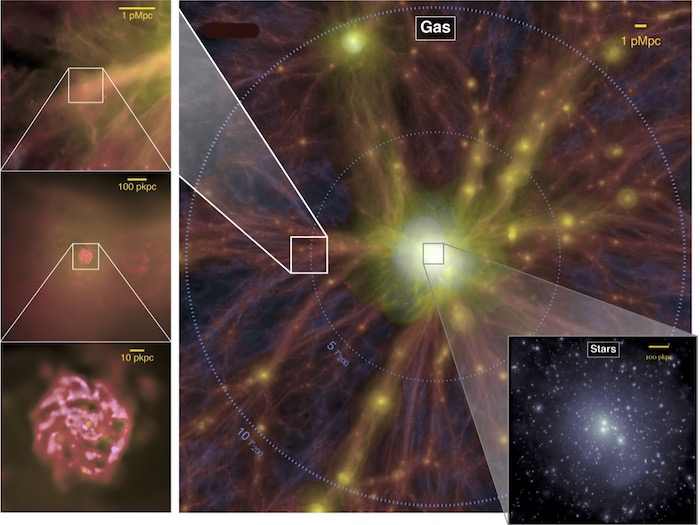 1 pMpc
Gas
1 pMpc
100 pkpc
5 r200
10 pkpc
Stars
100 pkpc
10 r200